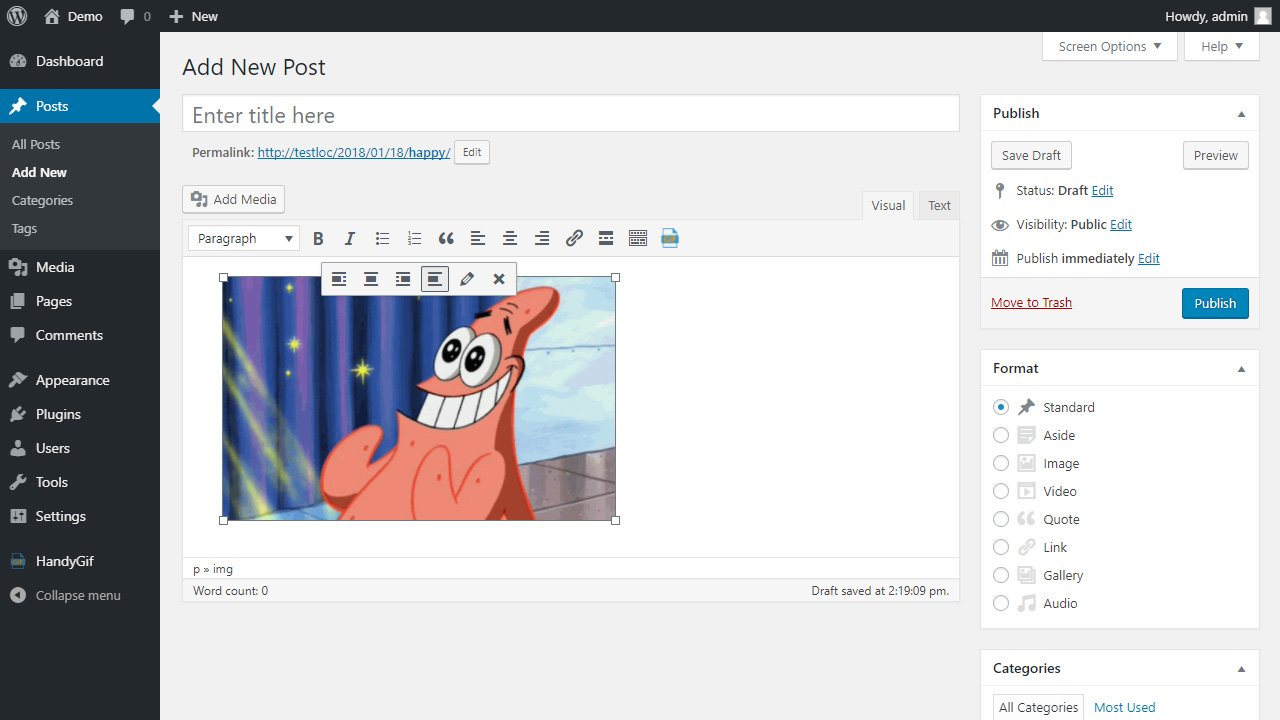 Demo 0 New Howdy, admin
Screen Options Help
Dashboard
Posts
All Posts
Add New
Categories
Tags
Media
Pages
Comments
Appearance
Plugins
Users
Tools
Settings
HandyGif
Collapse menu
Add New Post
Enter title here
Permalink: http://testloc/2018/01/18/happy/ Edit
Add Media
Visual Text
Paragraph
p » img
Word count: 0 Draft saved at 2:19:09 pm.
Publish
Save Draft Preview
Status: Draft Edit
Visibility: Public Edit
Publish immediately Edit
Move to Trash Publish
Format
Standard
Aside
Image
Video
Quote
Link
Gallery
Audio
Categories
All Categories Most Used